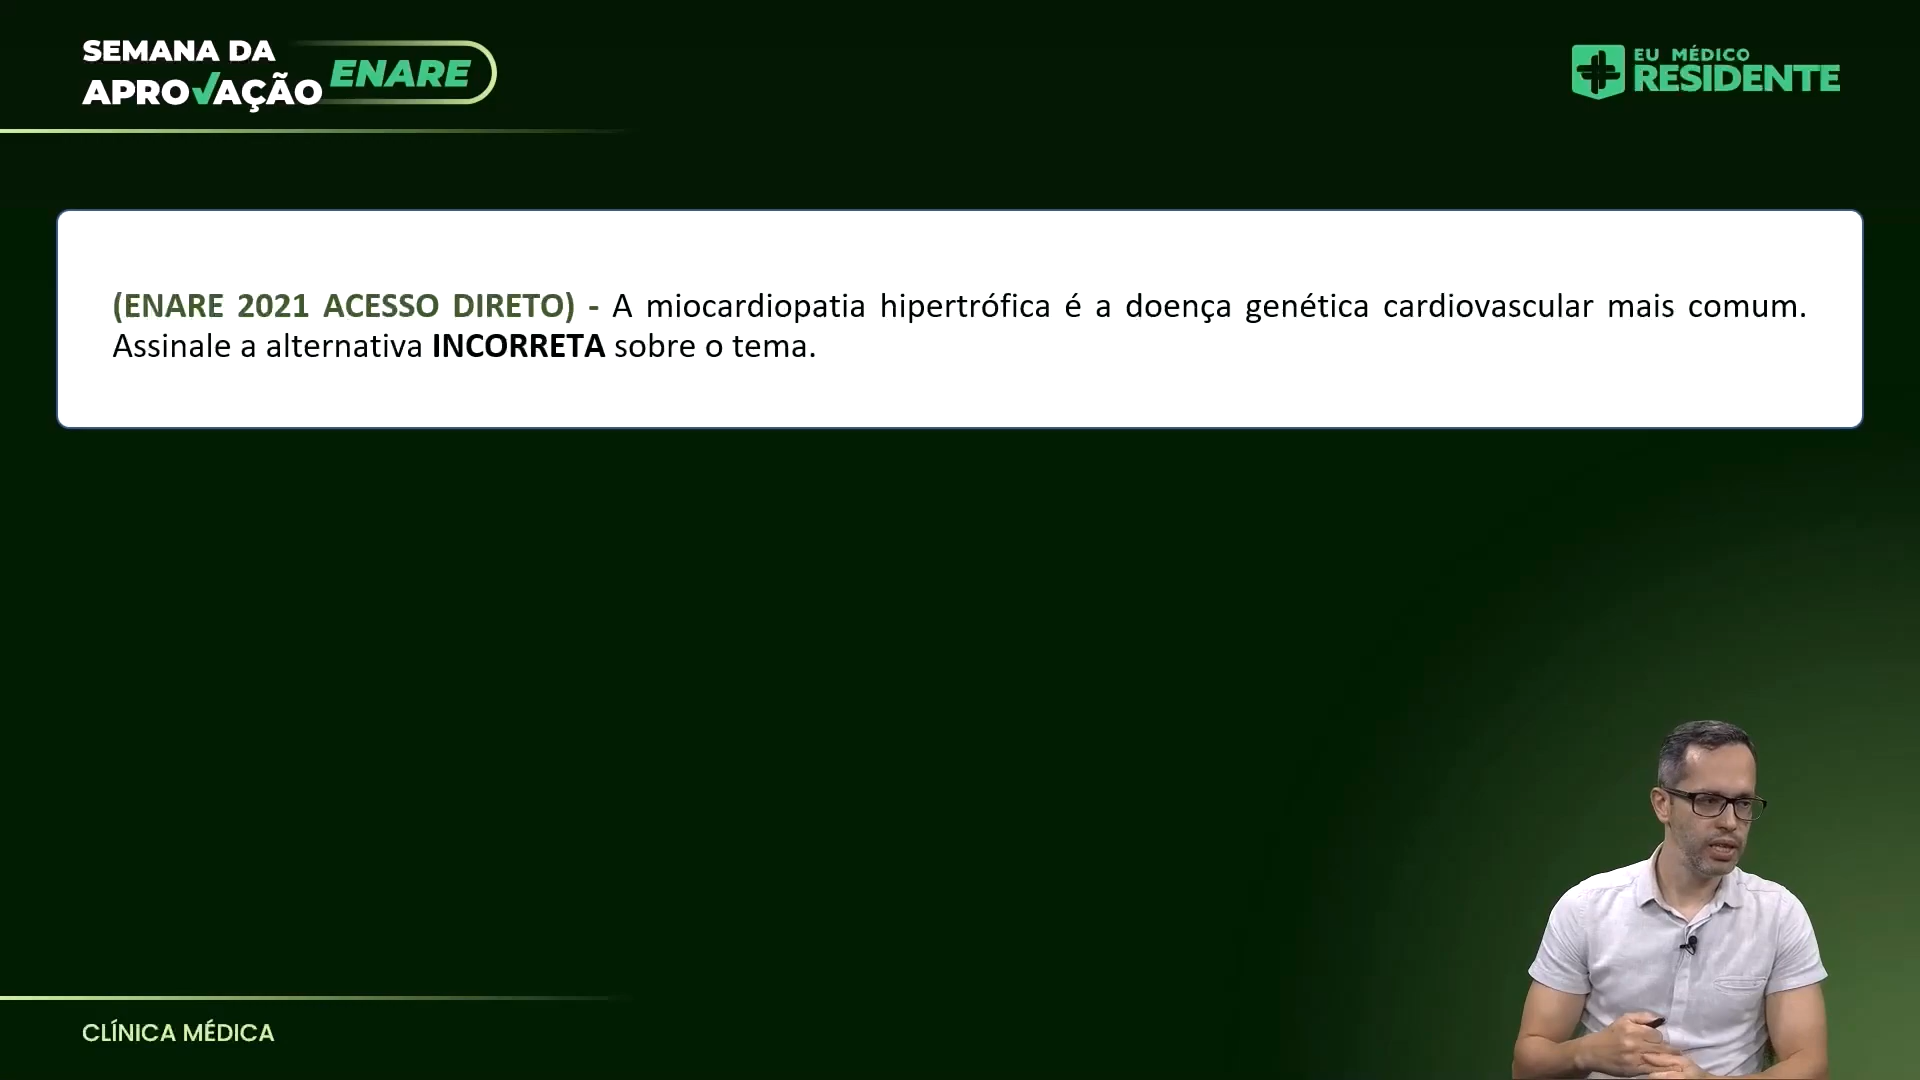 SEMANA DA
APROVAÇÃO ENARE
EU MÉDICO
RESIDENTE
(ENARE 2021 ACESSO DIRETO) - A miocardiopatia hipertrófica é a doença genética cardiovascular mais comum.
Assinale a alternativa INCORRETA sobre o tema.
CLÍNICA MÉDICA